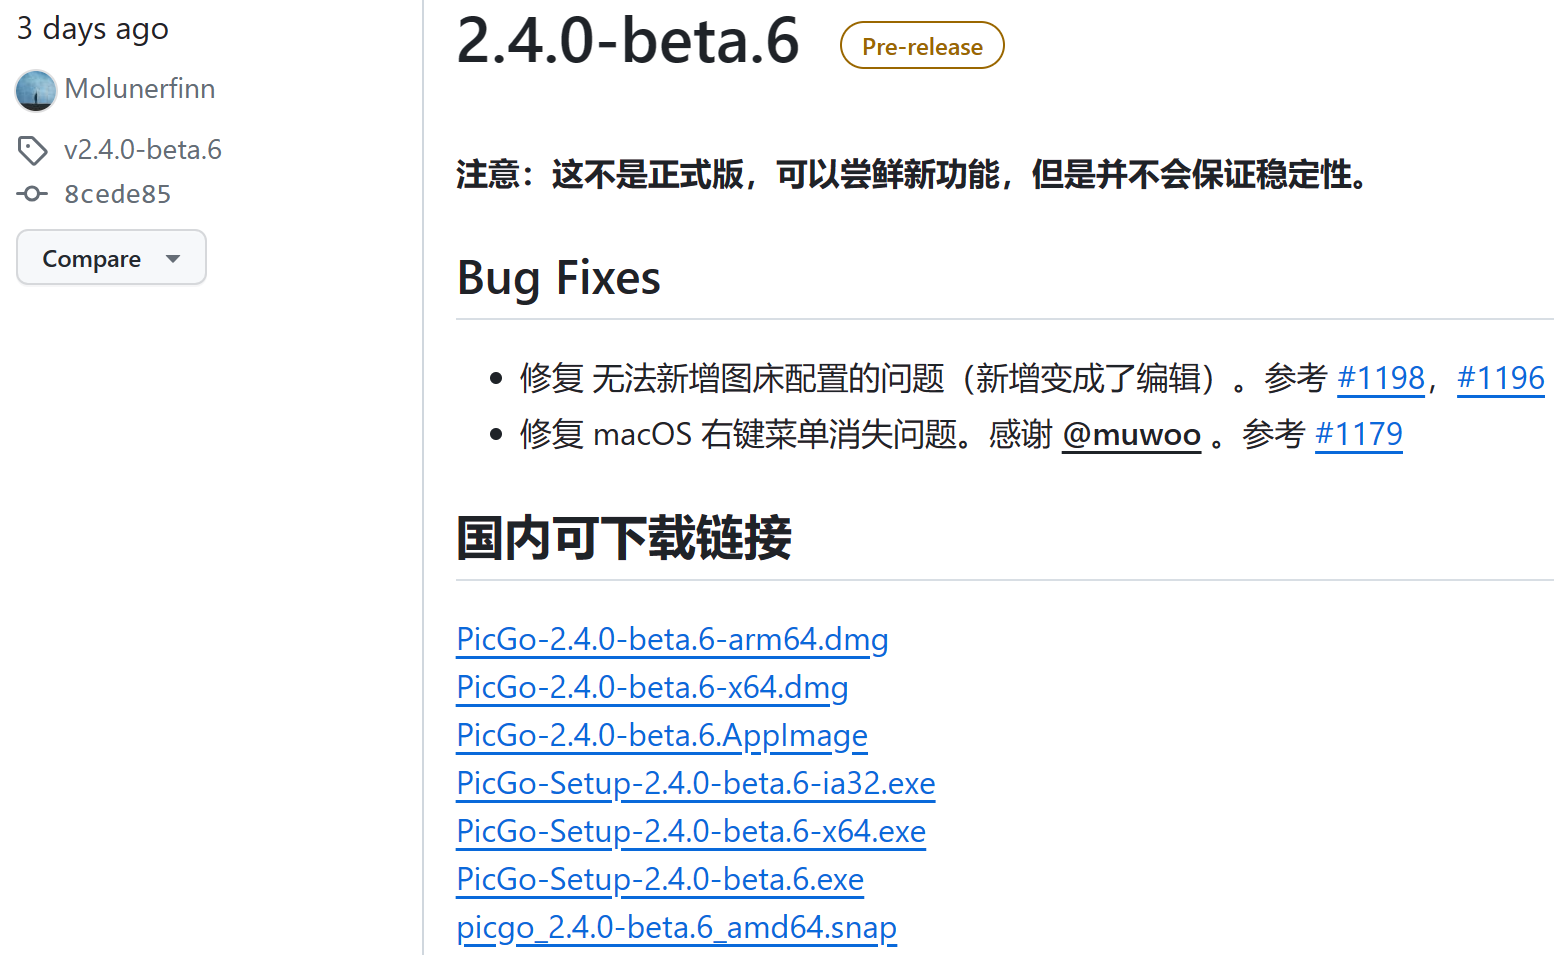 3 days ago
Molunerfinn
v2.4.0-beta.6
8cede85
Compare
2.4.0-beta.6 Pre-release
注意：这不是正式版，可以尝鲜新功能，但是并不会保证稳定性。
Bug Fixes
修复 无法新增图床配置的问题（新增变成了编辑）。参考 #1198，#1196
修复 macOS 右键菜单消失问题。感谢 @muwoo 。参考 #1179
国内可下载链接
PicGo-2.4.0-beta.6-arm64.dmg
PicGo-2.4.0-beta.6-x64.dmg
PicGo-2.4.0-beta.6.AppImage
PicGo-Setup-2.4.0-beta.6-ia32.exe
PicGo-Setup-2.4.0-beta.6-x64.exe
PicGo-Setup-2.4.0-beta.6.exe
picgo_2.4.0-beta.6_amd64.snap